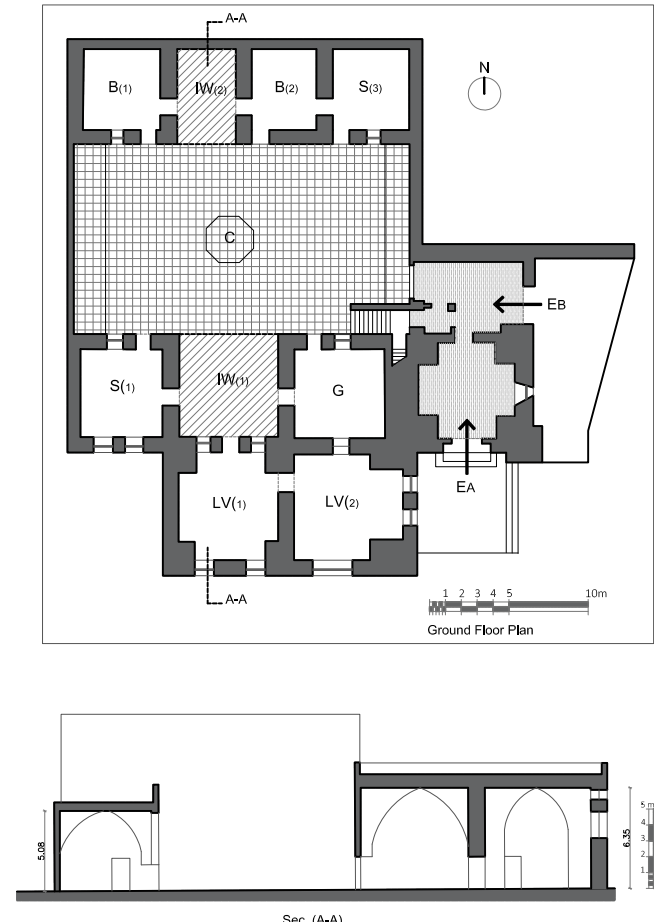 A-A
N
B(1)
IW(2)
B(2)
S(3)
C
EB
S(1)
IW(1)
G
EA
LV(1)
LV(2)
A-A
1 2 3 4 5 10m
Ground Floor Plan
5.08
6.35
5 m
4
3
2
1
Sec. (A-A)